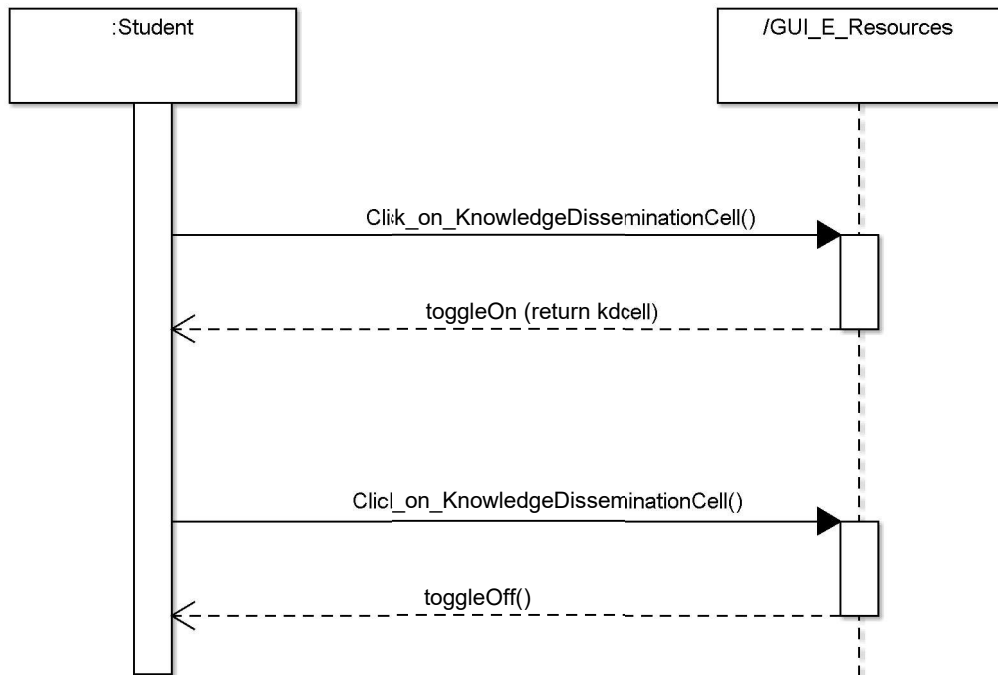 :Student
/GUI_E_Resources
Clik_on_KnowledgeDisseminationCell()
toggleOn (return kdcell)
Clicl_on_KnowledgeDisseminationCell()
toggleOff()